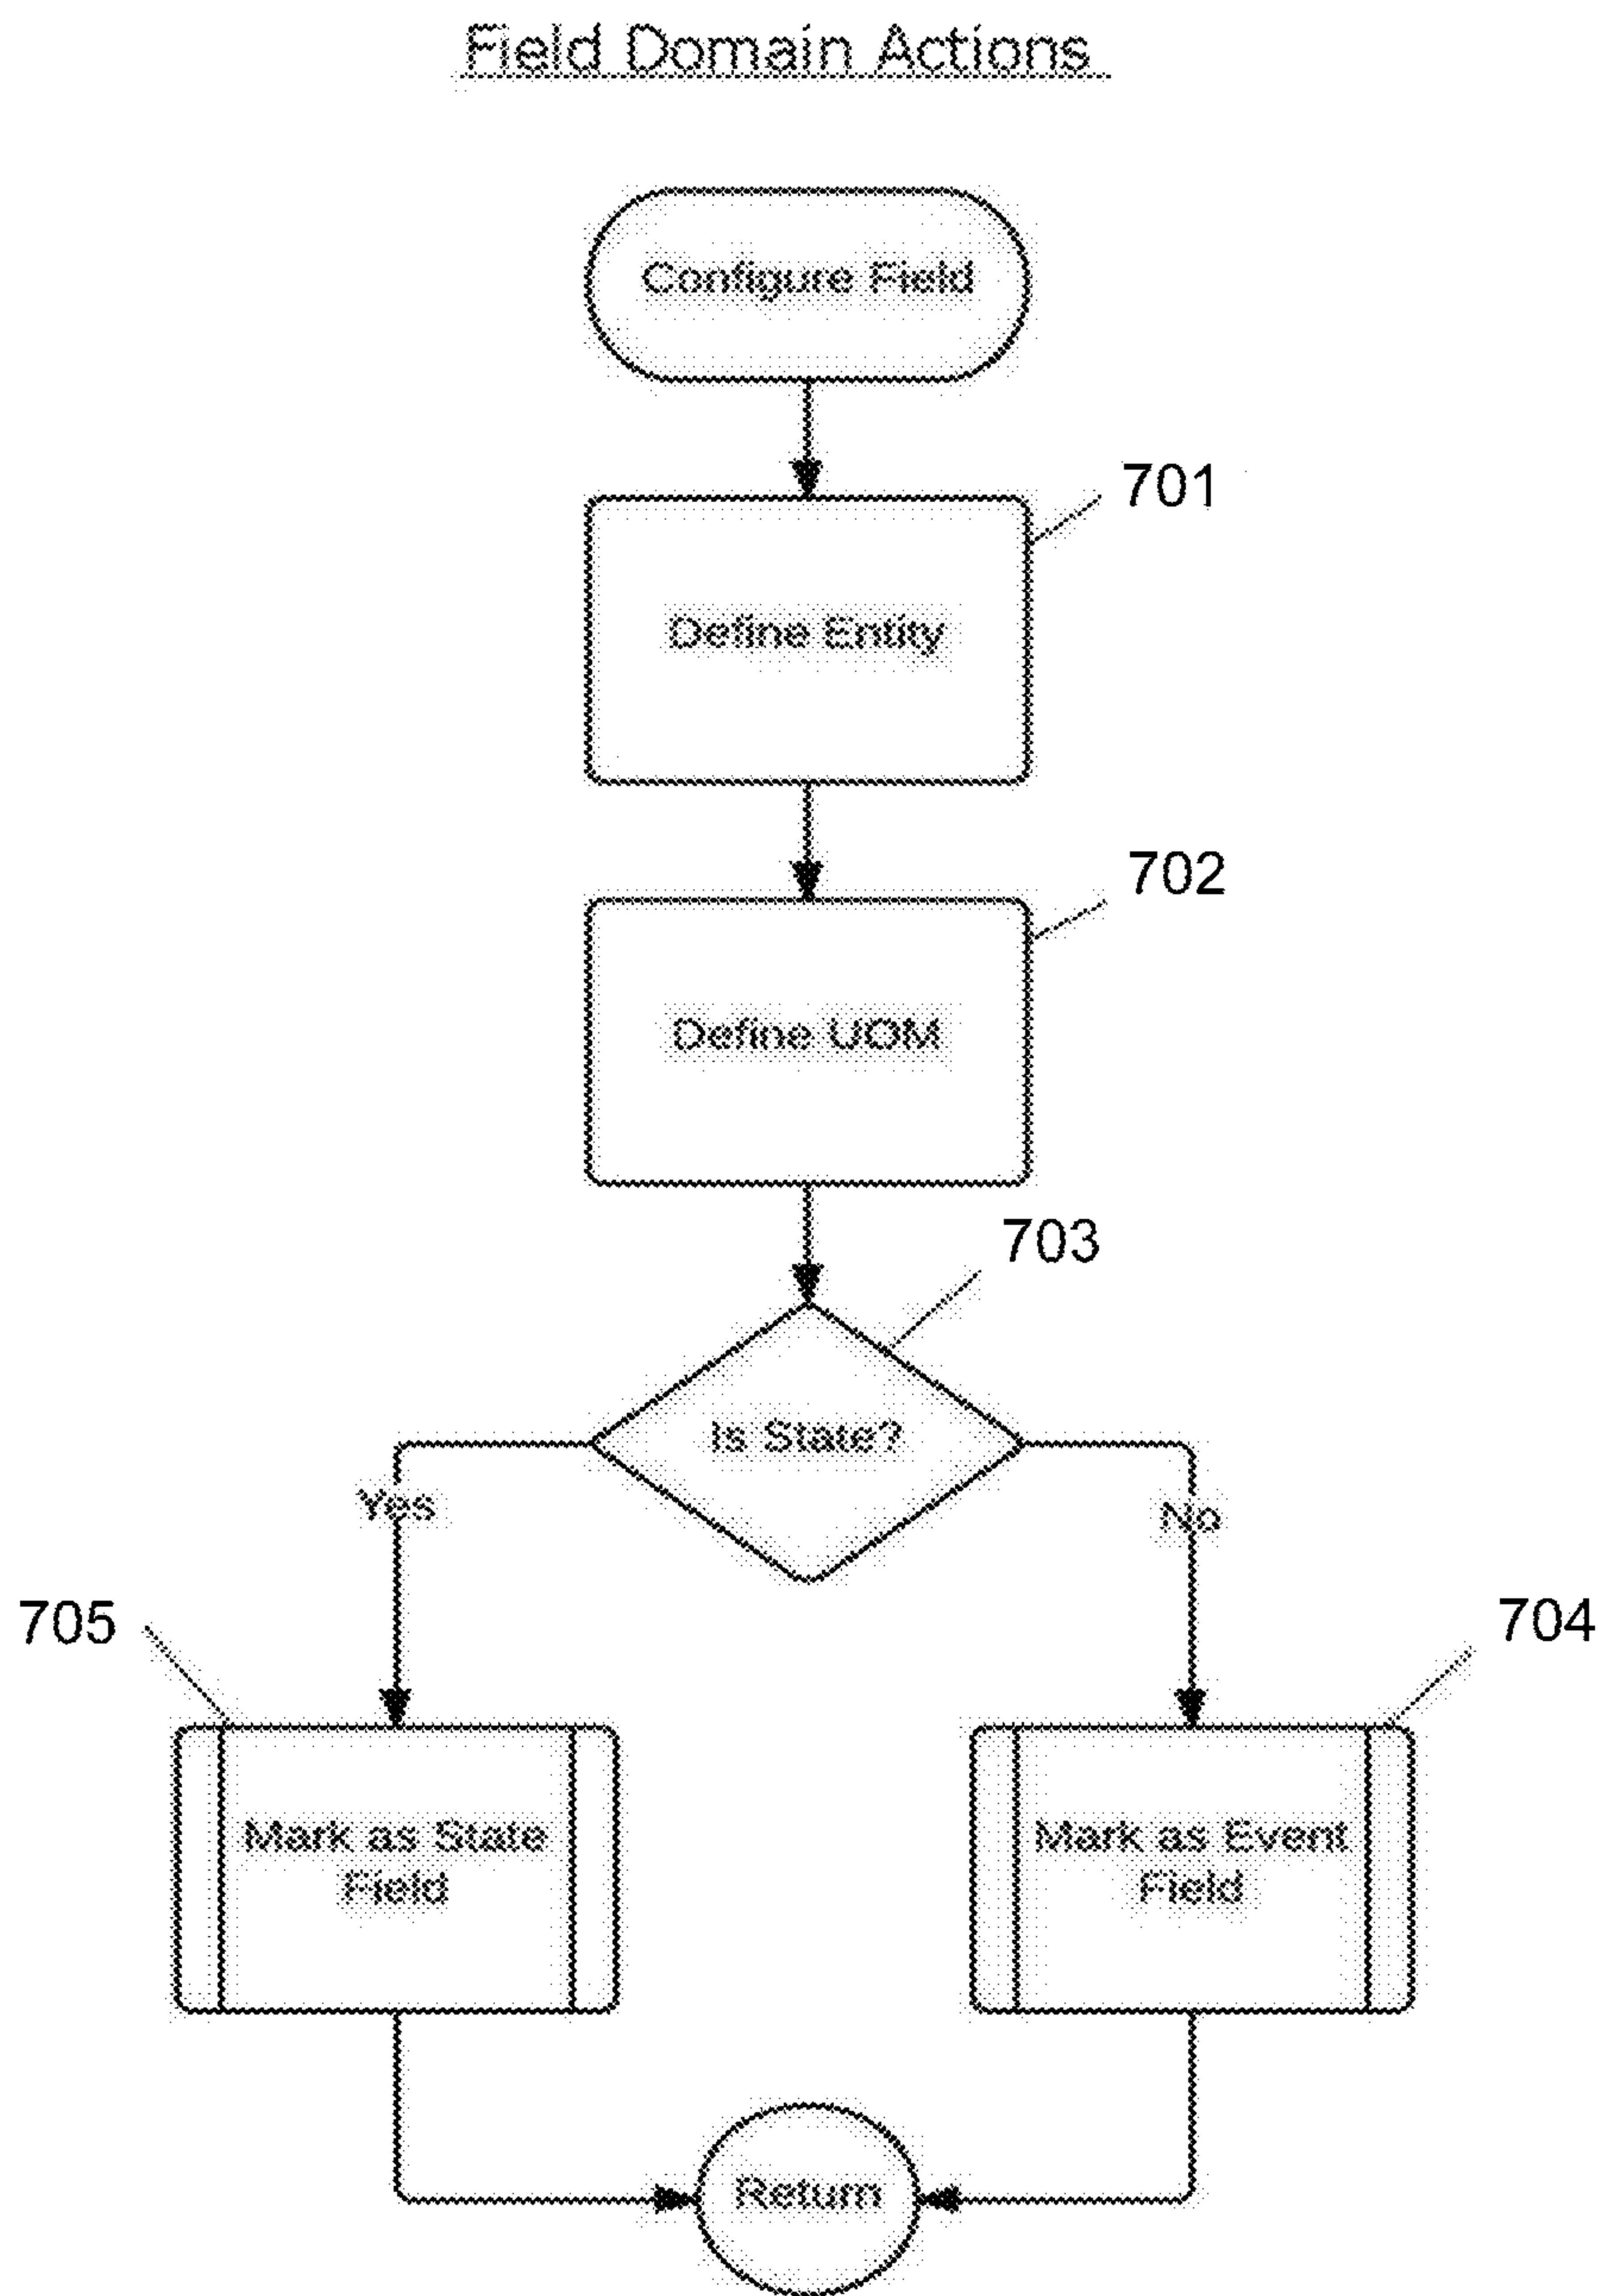 Field Domain Actions
Configure Field
701
Define Entity
702
Define UOM
703
Is State?
Yes
No
705
704
Mark as State
Field
Mark as Event
Field
Return